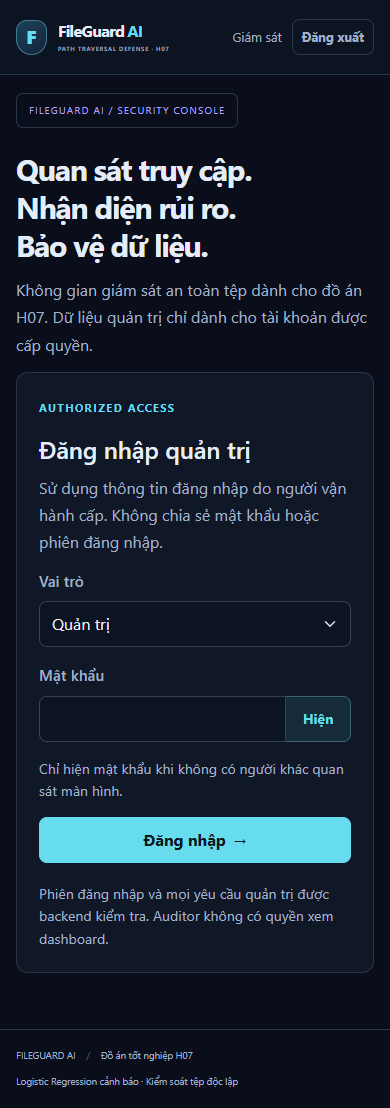 F
FileGuard AI
PATH TRAVERSAL DEFENSE · H07
Giám sát
Đăng xuất
FILEGUARD AI / SECURITY CONSOLE
Quan sát truy cập.
Nhận diện rủi ro.
Bảo vệ dữ liệu.
Không gian giám sát an toàn tệp dành cho đồ án
H07. Dữ liệu quản trị chỉ dành cho tài khoản được
cấp quyền.
AUTHORIZED ACCESS
Đăng nhập quản trị
Sử dụng thông tin đăng nhập do người vận
hành cấp. Không chia sẻ mật khẩu hoặc
phiên đăng nhập.
Vai trò
Quản trị
Mật khẩu
Hiện
Chỉ hiện mật khẩu khi không có người khác quan
sát màn hình.
Đăng nhập →
Phiên đăng nhập và mọi yêu cầu quản trị được
backend kiểm tra. Auditor không có quyền xem
dashboard.
FILEGUARD AI / Đồ án tốt nghiệp H07
Logistic Regression cảnh báo · Kiểm soát tệp độc lập